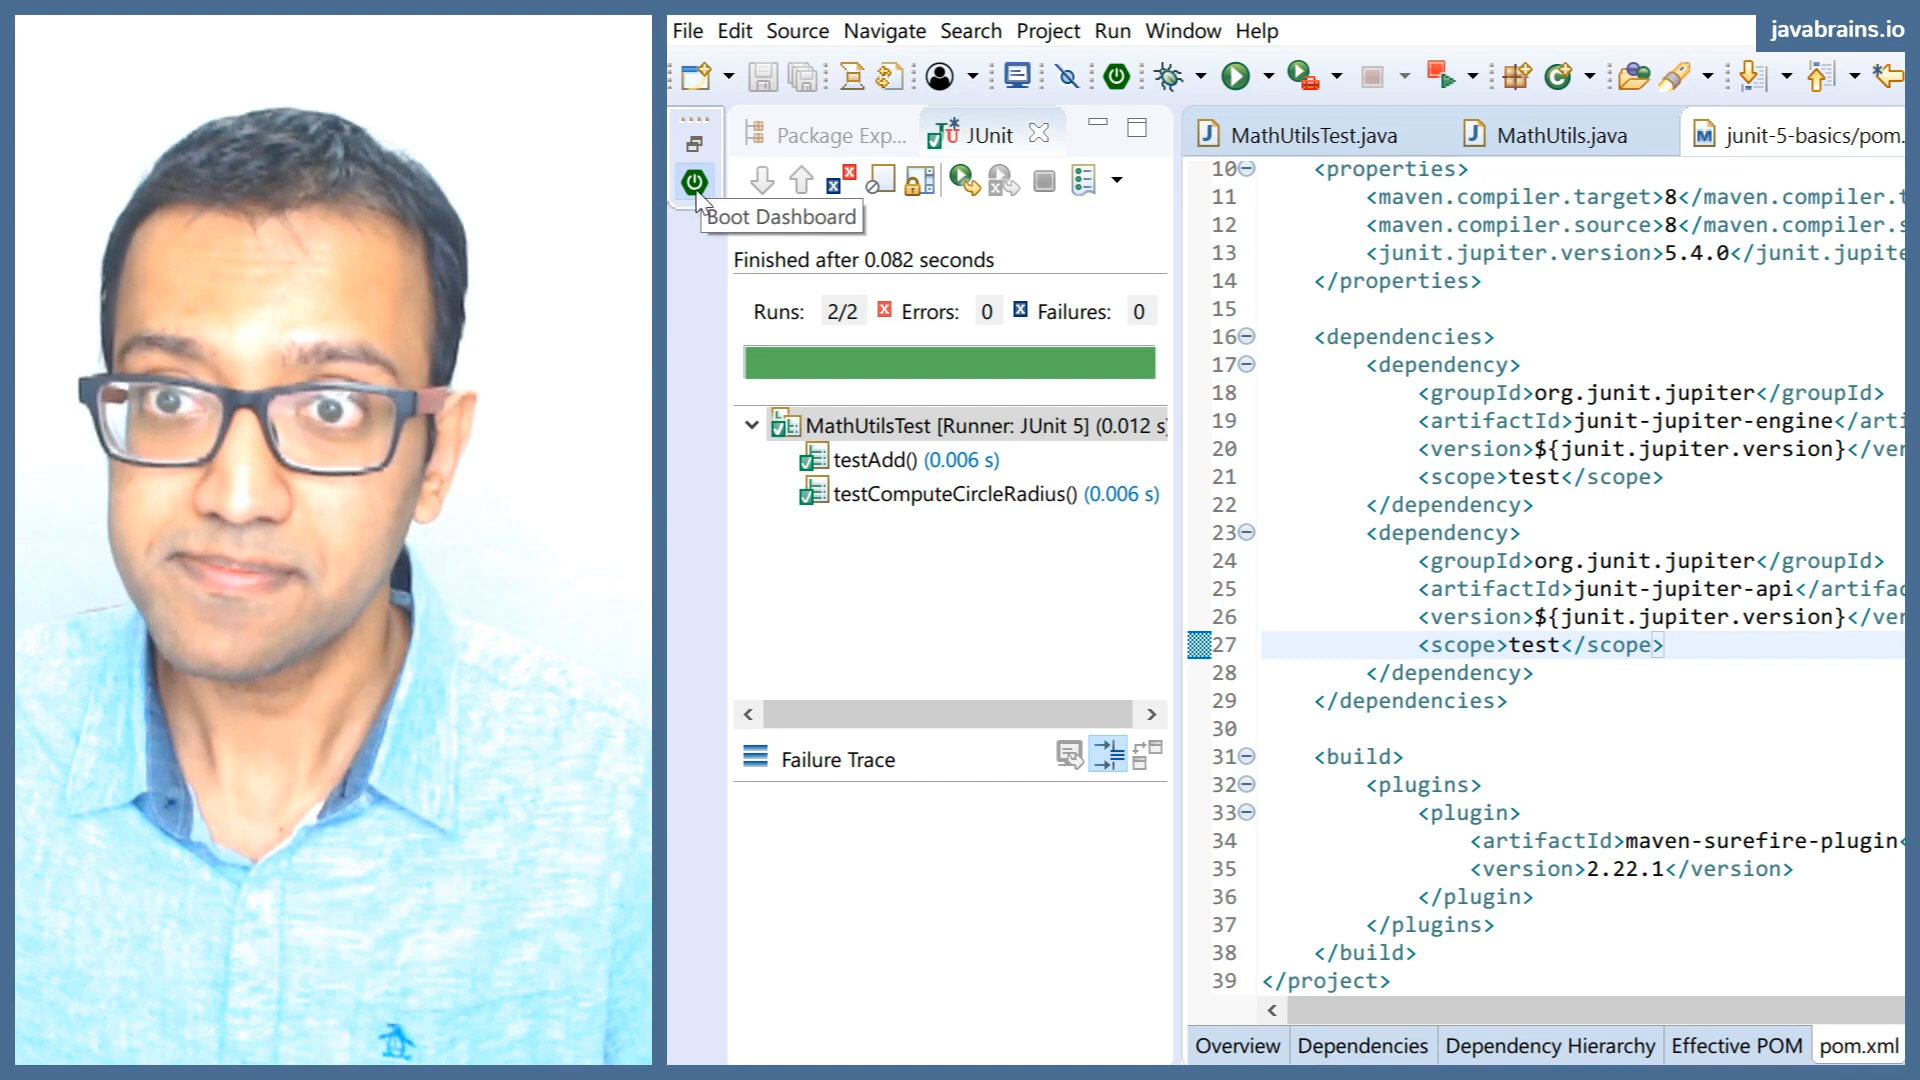 javabrains.io
File Edit Source Navigate Search Project Run Window Help
Package Exp... JUnit
Boot Dashboard
Finished after 0.082 seconds
Runs: 2/2 Errors: 0 Failures: 0
MathUtilsTest [Runner: JUnit 5] (0.012 s)
testAdd() (0.006 s)
testComputeCircleRadius() (0.006 s)
Failure Trace
MathUtilsTest.java MathUtils.java junit-5-basics/pom.
10 <properties>
11 <maven.compiler.target>8</maven.compiler.t
12 <maven.compiler.source>8</maven.compiler.s
13 <junit.jupiter.version>5.4.0</junit.jupite
14 </properties>
15
16 <dependencies>
17 <dependency>
18 <groupId>org.junit.jupiter</groupId>
19 <artifactId>junit-jupiter-engine</arti
20 <version>${junit.jupiter.version}</ver
21 <scope>test</scope>
22 </dependency>
23 <dependency>
24 <groupId>org.junit.jupiter</groupId>
25 <artifactId>junit-jupiter-api</artifac
26 <version>${junit.jupiter.version}</ver
27 <scope>test</scope>
28 </dependency>
29 </dependencies>
30
31 <build>
32 <plugins>
33 <plugin>
34 <artifactId>maven-surefire-plugin<
35 <version>2.22.1</version>
36 </plugin>
37 </plugins>
38 </build>
39 </project>
Overview Dependencies Dependency Hierarchy Effective POM pom.xml